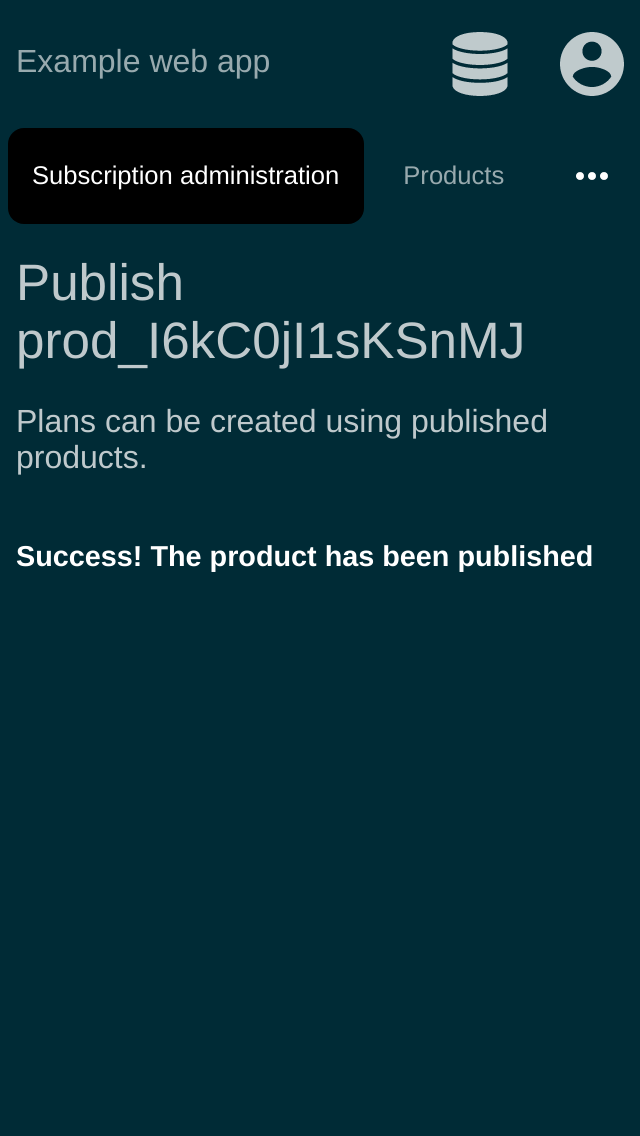 Example web app
Subscription administration
Products
Publish
prod_I6kC0jI1sKSnMJ
Plans can be created using published
products.
Success! The product has been published